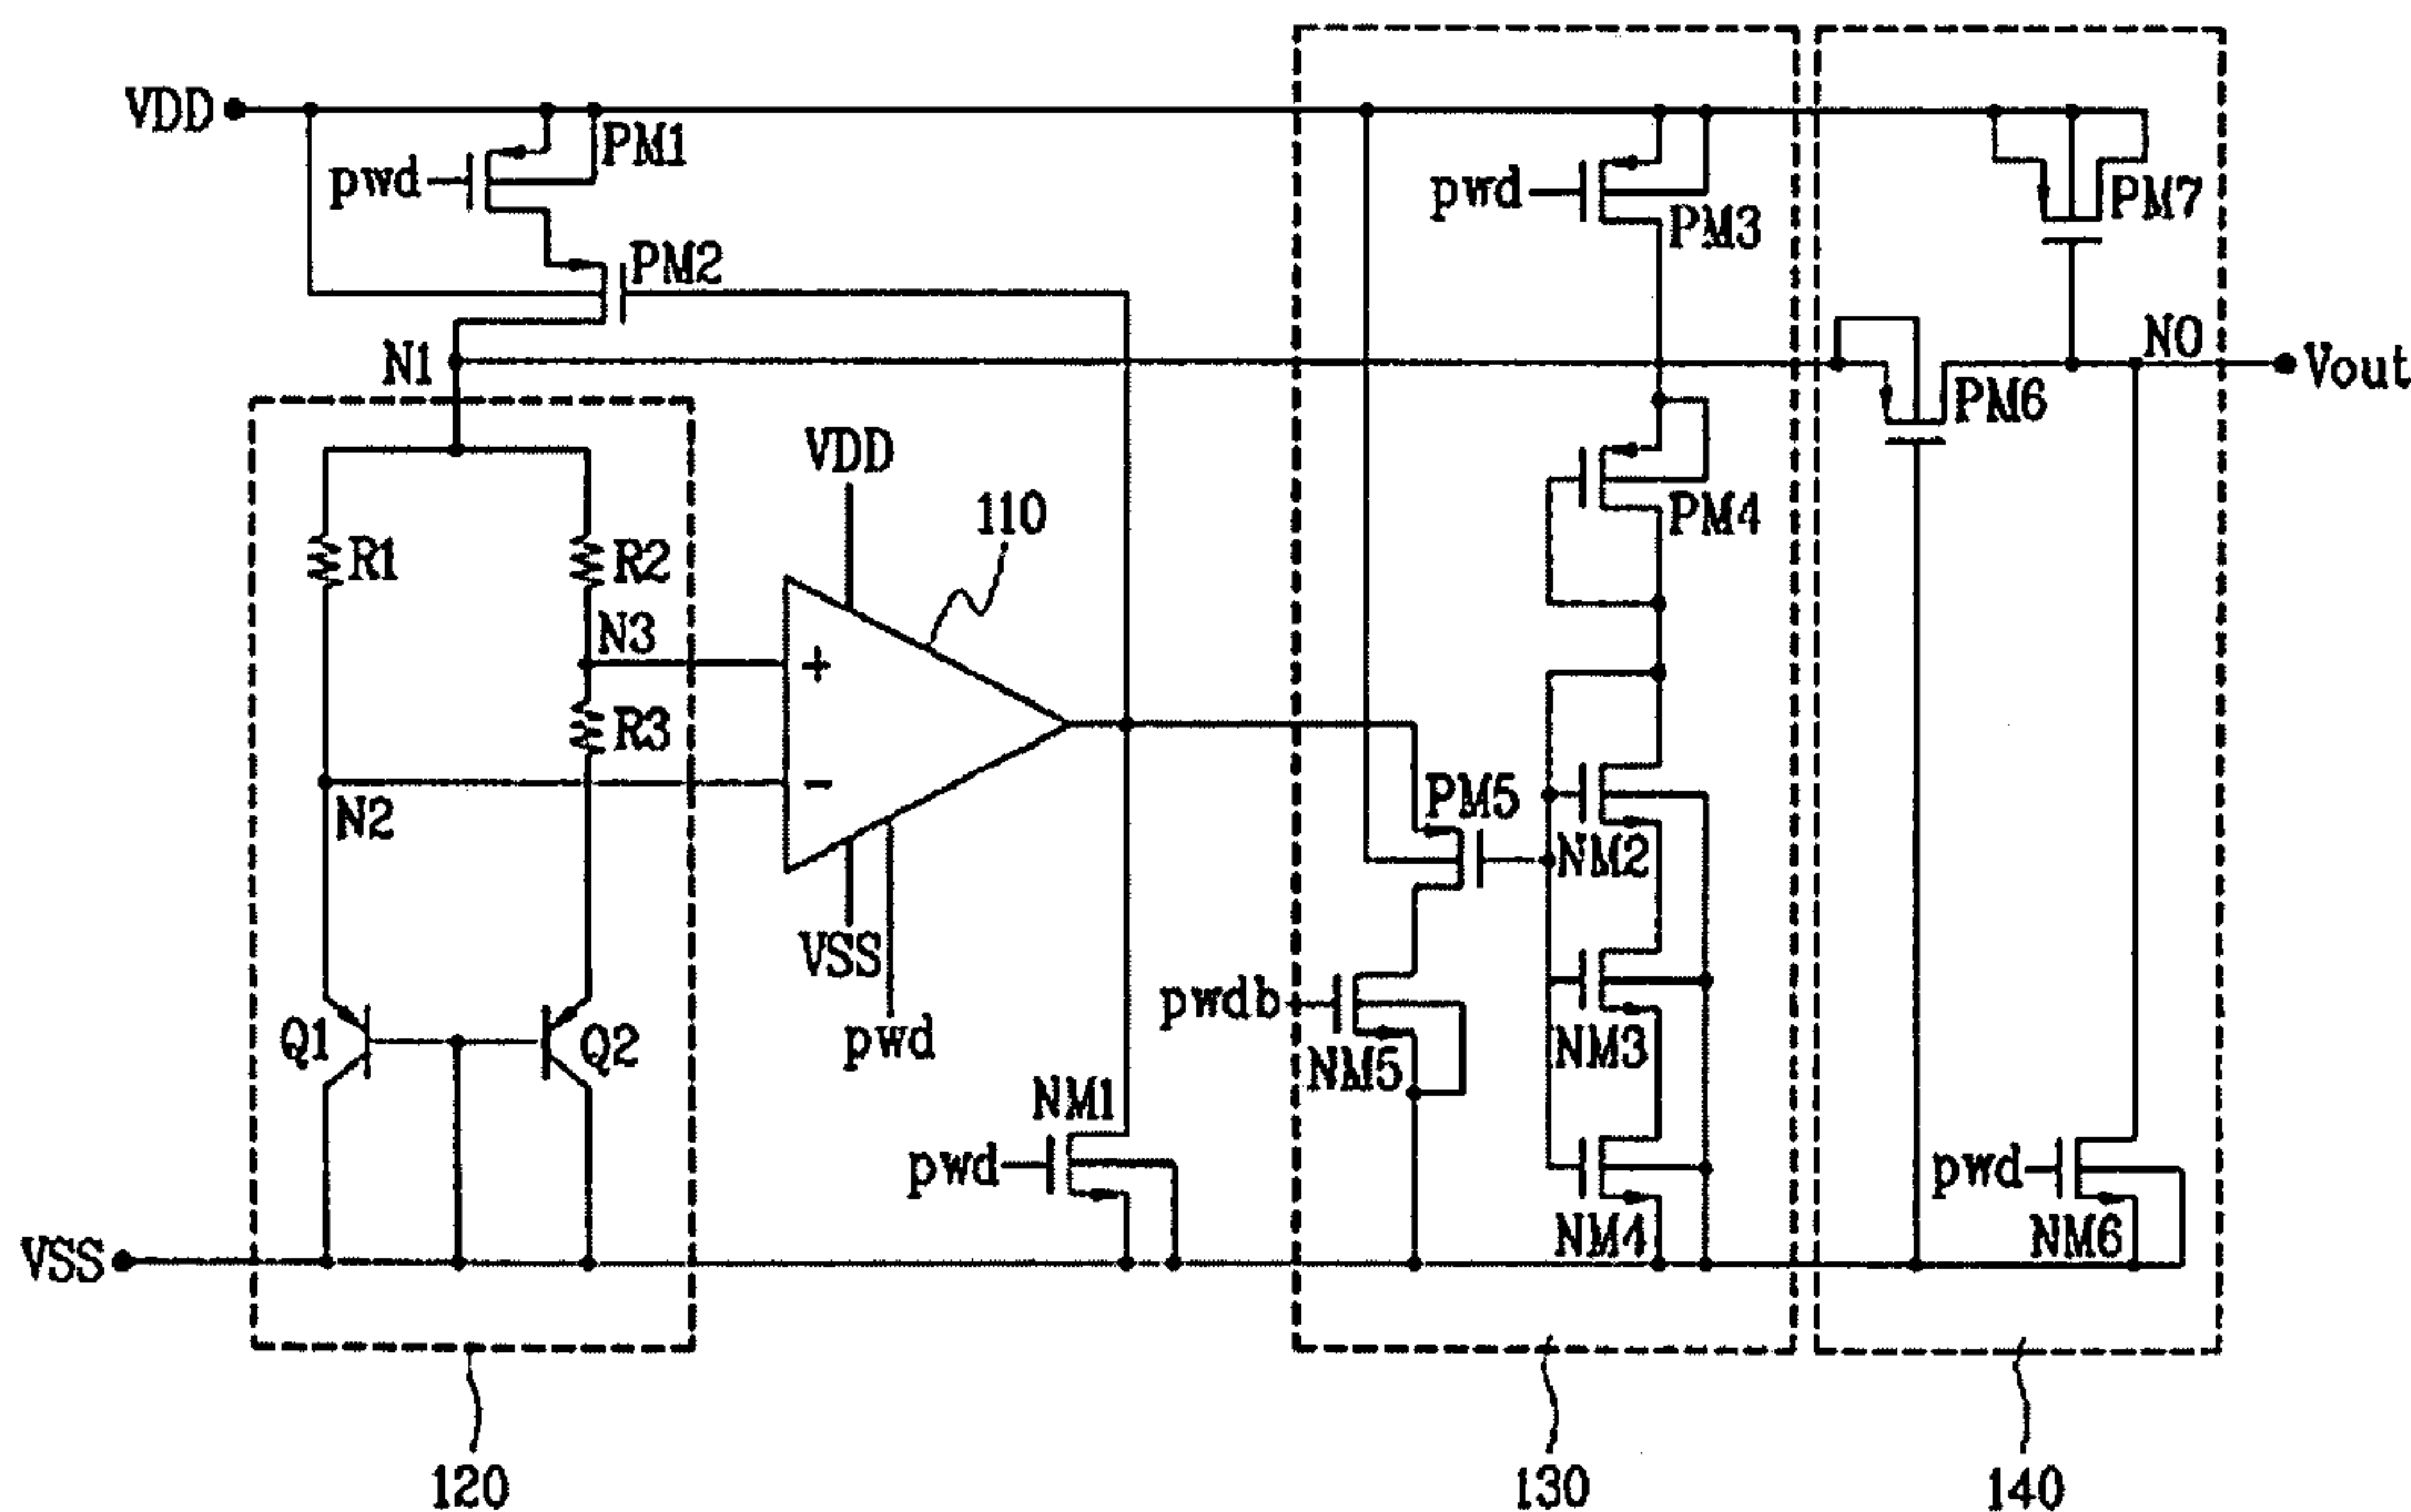 VDD
PM1
pwd
PM2
N1
pwd
PM3
PM7
N0
Vout
PM6
VDD
110
PM4
R1
R2
N3
+
R3
-
N2
PM5
NM2
VSS
pwd
pwdb
NM5
NM3
Q1
Q2
NM1
pwd
NM4
pwd
NM6
VSS
120
130
140